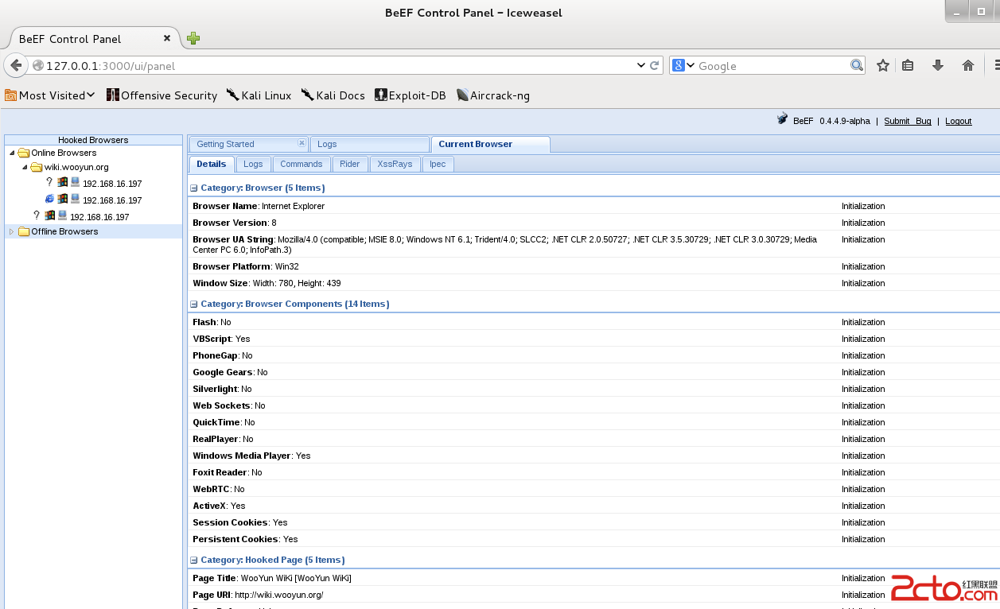 BeEF Control Panel - Iceweasel
BeEF Control Panel
127.0.0.1:3000/ui/panel
Google
Most Visited Offensive Security Kali Linux Kali Docs Exploit-DB Aircrack-ng
BeEF 0.4.4.9-alpha | Submit Bug | Logout
Hooked Browsers
Online Browsers
wiki.wooyun.org
? 192.168.16.197
192.168.16.197
? 192.168.16.197
Offline Browsers
Getting Started Logs Current Browser
Details Logs Commands Rider XssRays Ipec
Category: Browser (5 Items)
Browser Name: Internet Explorer Initialization
Browser Version: 8 Initialization
Browser UA String: Mozilla/4.0 (compatible; MSIE 8.0; Windows NT 6.1; Trident/4.0; SLCC2; .NET CLR 2.0.50727; .NET CLR 3.5.30729; .NET CLR 3.0.30729; Media Initialization
Center PC 6.0; InfoPath.3)
Browser Platform: Win32 Initialization
Window Size: Width: 780, Height: 439 Initialization
Category: Browser Components (14 Items)
Flash: No Initialization
VBScript: Yes Initialization
PhoneGap: No Initialization
Google Gears: No Initialization
Silverlight: No Initialization
Web Sockets: No Initialization
QuickTime: No Initialization
RealPlayer: No Initialization
Windows Media Player: Yes Initialization
Foxit Reader: No Initialization
WebRTC: No Initialization
ActiveX: Yes Initialization
Session Cookies: Yes Initialization
Persistent Cookies: Yes Initialization
Category: Hooked Page (5 Items)
Page Title: WooYun WiKi [WooYun WiKi] Initialization
Page URI: http://wiki.wooyun.org/ Initialization
2cto.com 红黑联盟